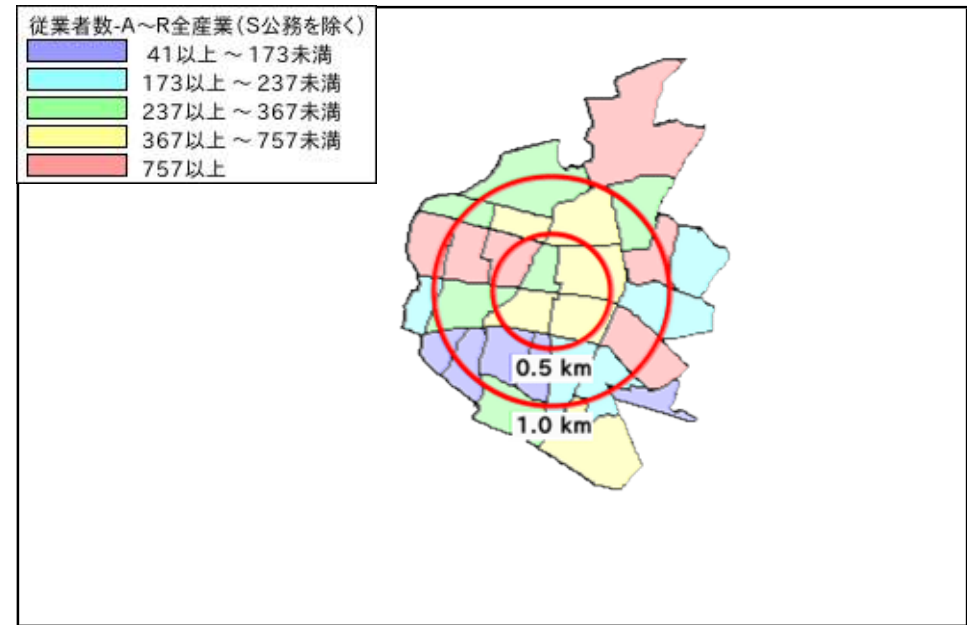 従業者数-A～R全産業(S公務を除く)
41以上 ～ 173未満
173以上 ～ 237未満
237以上 ～ 367未満
367以上 ～ 757未満
757以上
0.5 km
1.0 km